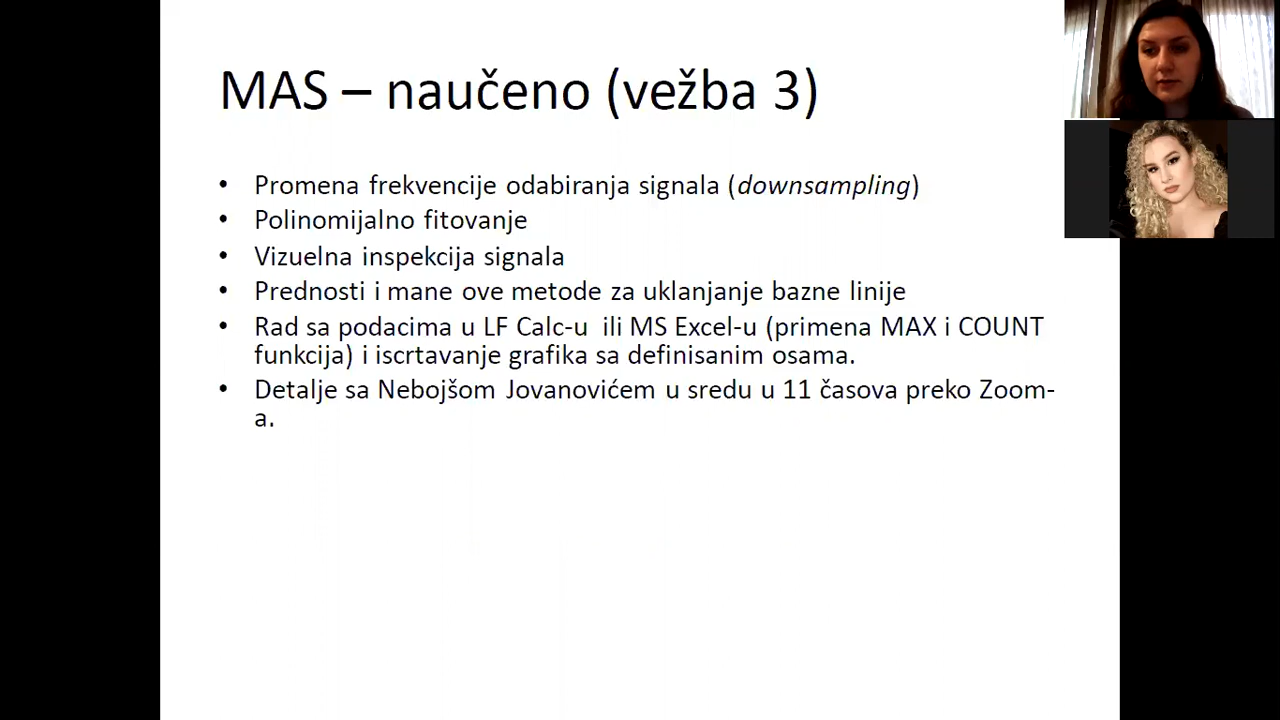 MAS – naučeno (vežba 3)
• Promena frekvencije odabiranja signala (downsampling)
• Polinomijalno fitovanje
• Vizuelna inspekcija signala
• Prednosti i mane ove metode za uklanjanje bazne linije
• Rad sa podacima u LF Calc-u ili MS Excel-u (primena MAX i COUNT
funkcija) i iscrtavanje grafika sa definisanim osama.
• Detalje sa Nebojšom Jovanovićem u sredu u 11 časova preko Zoom-
a.